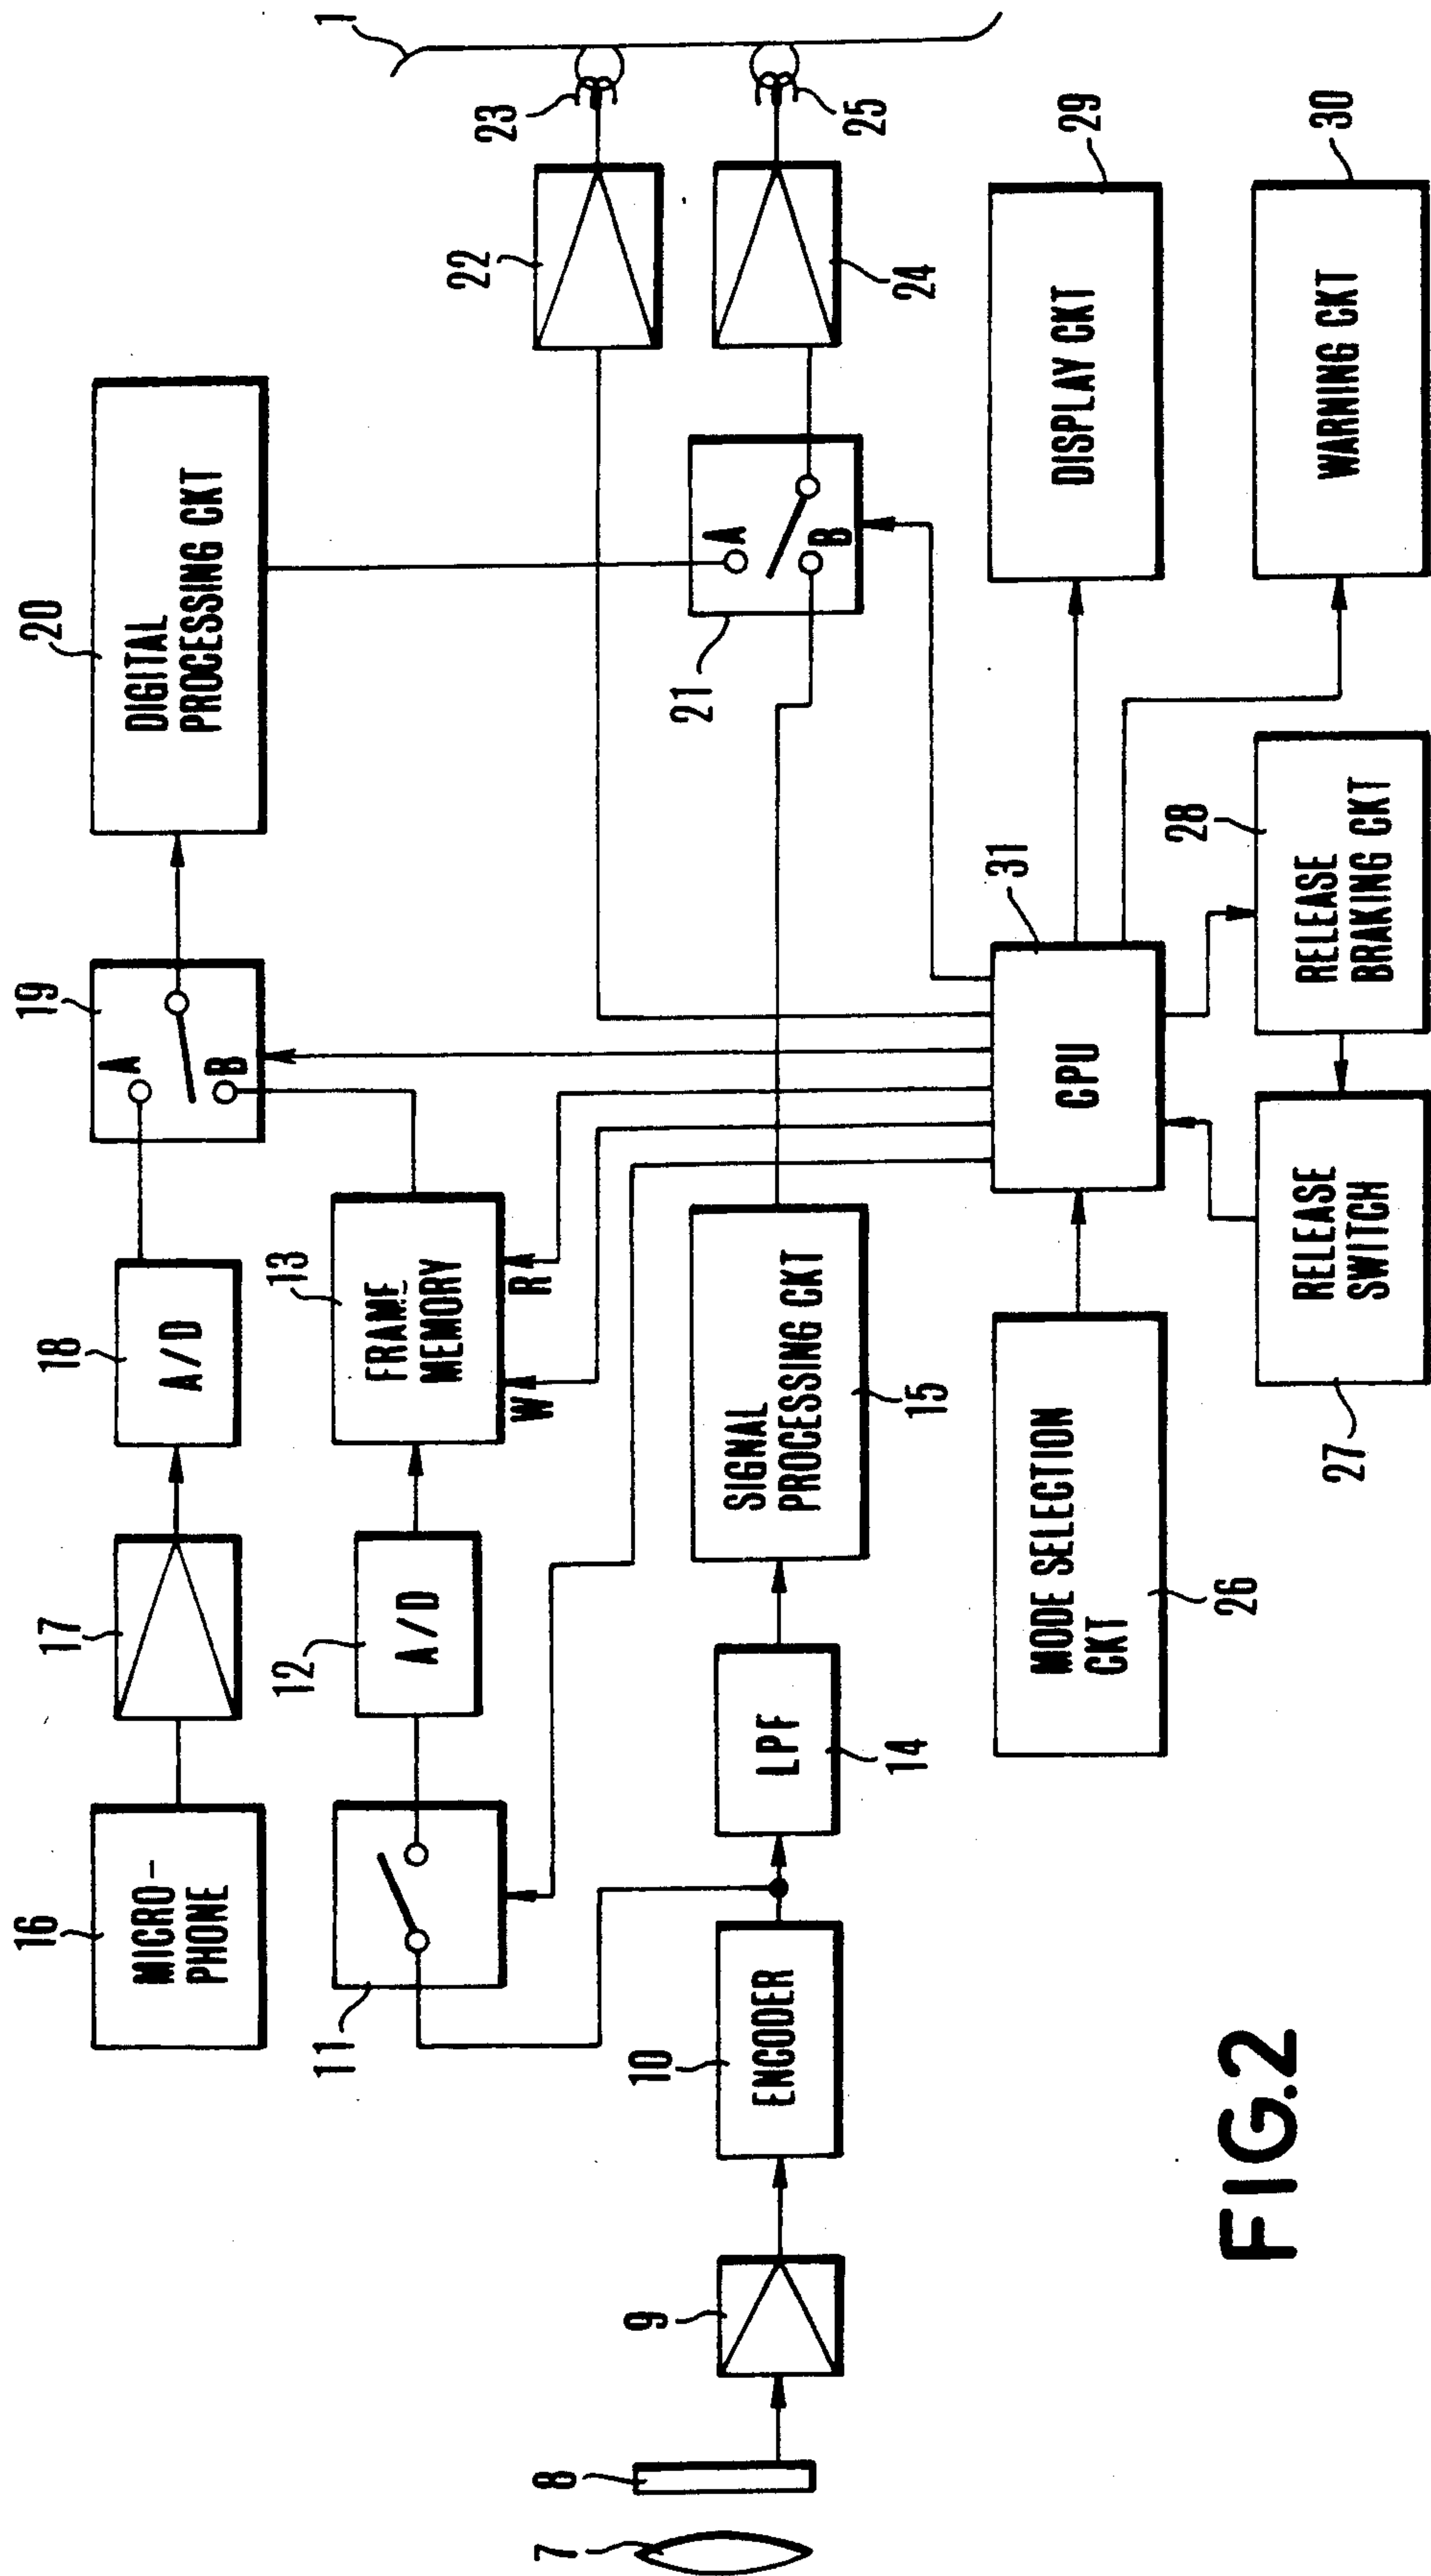 1
16
MICRO-
PHONE
17
18
A/D
19
A
B
20
DIGITAL
PROCESSING CKT
11
12
A/D
13
FRAME
MEMORY
W
R
22
23
7
8
9
10
ENCODER
14
LPF
15
SIGNAL
PROCESSING CKT
21
A
B
24
25
26
MODE SELECTION
CKT
31
CPU
29
DISPLAY CKT
27
RELEASE
SWITCH
28
RELEASE
BRAKING CKT
30
WARNING CKT
FIG.2